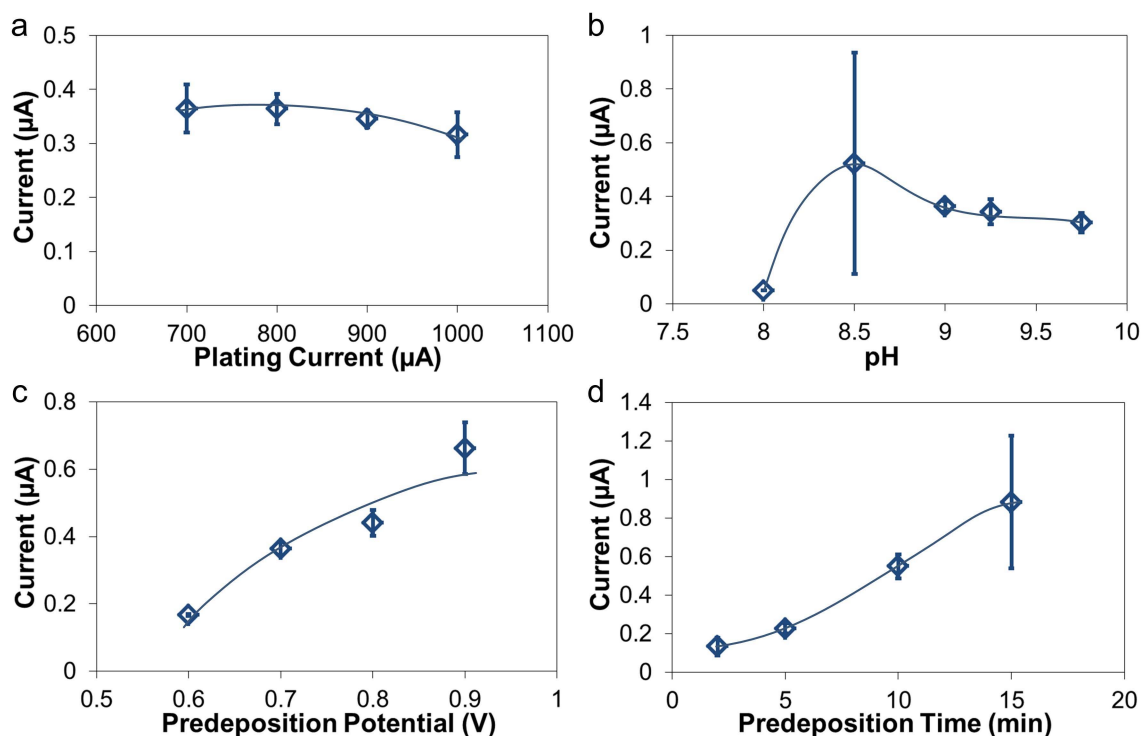 a
0.5
0.4
0.3
0.2
0.1
0
Current (µA)
600 700 800 900 1000 1100
Plating Current (µA)
b
1
0.8
0.6
0.4
0.2
0
Current (µA)
7.5 8 8.5 9 9.5 10
pH
c
0.8
0.6
0.4
0.2
0
Current (µA)
0.5 0.6 0.7 0.8 0.9 1
Predeposition Potential (V)
d
1.4
1.2
1
0.8
0.6
0.4
0.2
0
Current (µA)
0 5 10 15 20
Predeposition Time (min)